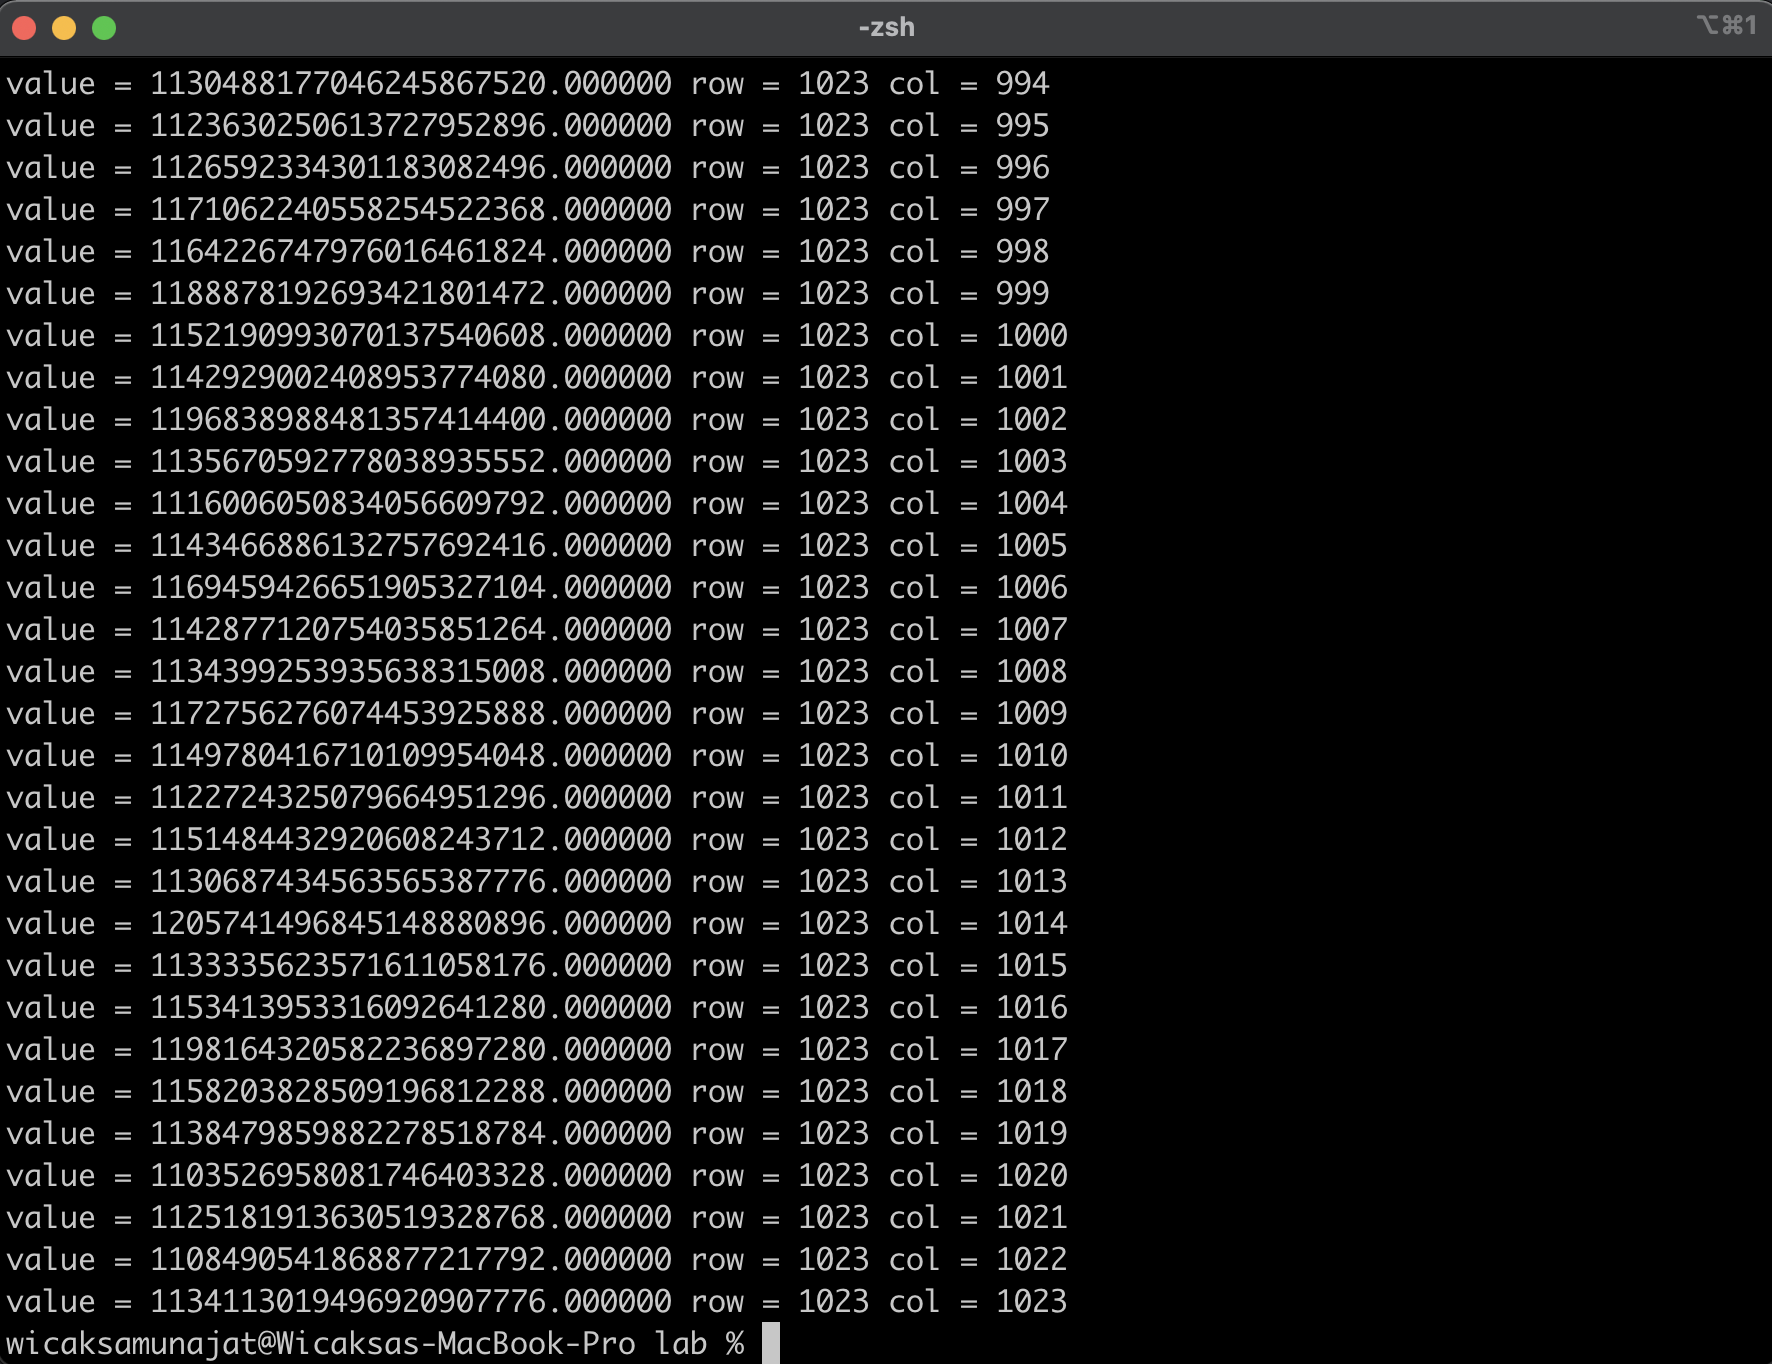 -zsh
⌥⌘1
value = 1130488177046245867520.000000 row = 1023 col = 994
value = 1123630250613727952896.000000 row = 1023 col = 995
value = 1126592334301183082496.000000 row = 1023 col = 996
value = 1171062240558254522368.000000 row = 1023 col = 997
value = 1164226747976016461824.000000 row = 1023 col = 998
value = 1188878192693421801472.000000 row = 1023 col = 999
value = 1152190993070137540608.000000 row = 1023 col = 1000
value = 1142929002408953774080.000000 row = 1023 col = 1001
value = 1196838988481357414400.000000 row = 1023 col = 1002
value = 1135670592778038935552.000000 row = 1023 col = 1003
value = 1116006050834056609792.000000 row = 1023 col = 1004
value = 1143466886132757692416.000000 row = 1023 col = 1005
value = 1169459426651905327104.000000 row = 1023 col = 1006
value = 1142877120754035851264.000000 row = 1023 col = 1007
value = 1134399253935638315008.000000 row = 1023 col = 1008
value = 1172756276074453925888.000000 row = 1023 col = 1009
value = 1149780416710109954048.000000 row = 1023 col = 1010
value = 1122724325079664951296.000000 row = 1023 col = 1011
value = 1151484432920608243712.000000 row = 1023 col = 1012
value = 1130687434563565387776.000000 row = 1023 col = 1013
value = 1205741496845148880896.000000 row = 1023 col = 1014
value = 1133335623571611058176.000000 row = 1023 col = 1015
value = 1153413953316092641280.000000 row = 1023 col = 1016
value = 1198164320582236897280.000000 row = 1023 col = 1017
value = 1158203828509196812288.000000 row = 1023 col = 1018
value = 1138479859882278518784.000000 row = 1023 col = 1019
value = 1103526958081746403328.000000 row = 1023 col = 1020
value = 1125181913630519328768.000000 row = 1023 col = 1021
value = 1108490541868877217792.000000 row = 1023 col = 1022
value = 1134113019496920907776.000000 row = 1023 col = 1023
wicaksamunajat@Wicaksas-MacBook-Pro lab %